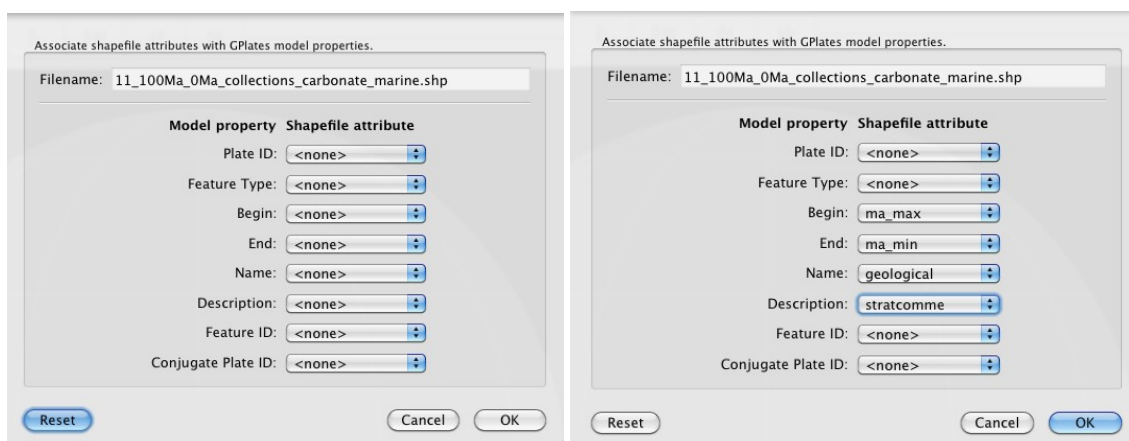 Associate shapefile attributes with GPlates model properties.
Filename: 11_100Ma_0Ma_collections_carbonate_marine.shp
Model property Shapefile attribute
Plate ID: <none>
Feature Type: <none>
Begin: <none>
End: <none>
Name: <none>
Description: <none>
Feature ID: <none>
Conjugate Plate ID: <none>
Reset Cancel OK
Associate shapefile attributes with GPlates model properties.
Filename: 11_100Ma_0Ma_collections_carbonate_marine.shp
Model property Shapefile attribute
Plate ID: <none>
Feature Type: <none>
Begin: ma_max
End: ma_min
Name: geological
Description: stratcomme
Feature ID: <none>
Conjugate Plate ID: <none>
Reset Cancel OK